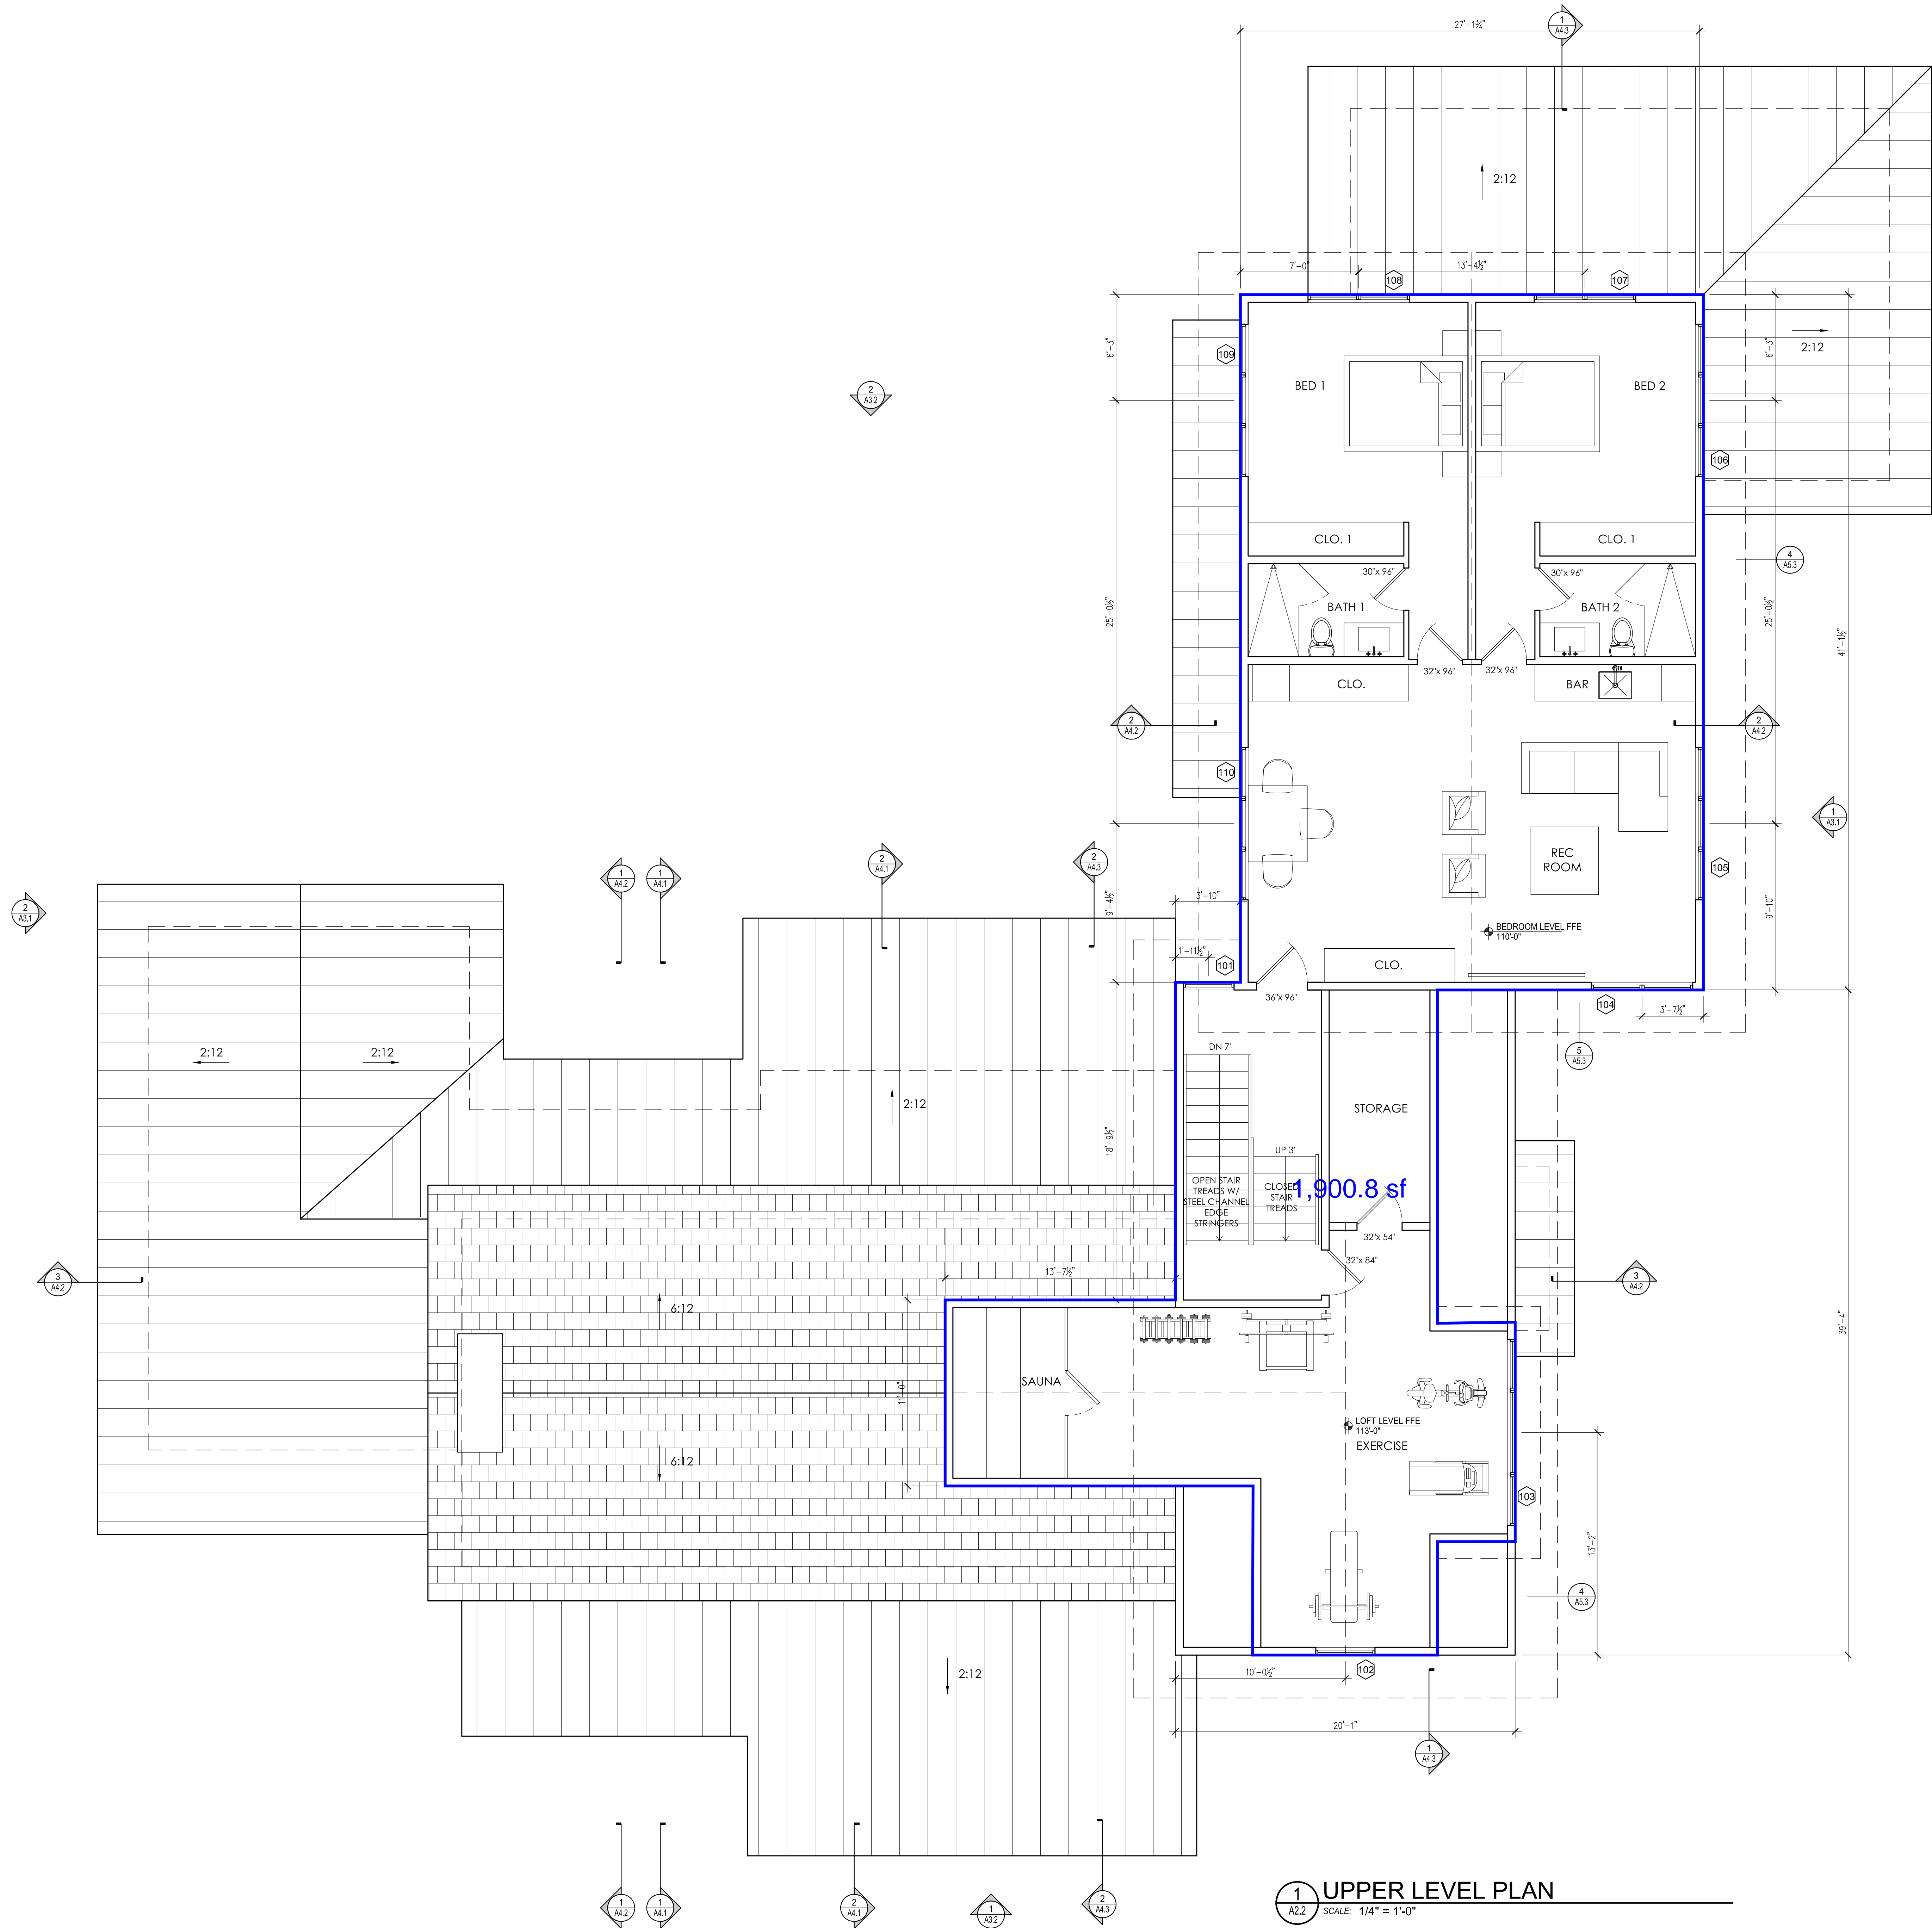 1
A4.3
27'-1¾"
2:12
7'-0"
108
13'-4½"
107
6'-3"
109
BED 1
BED 2
6'-3"
2:12
2
A3.2
106
CLO. 1
CLO. 1
4
A5.3
30"x 96"
30"x 96"
BATH 1
BATH 2
25'-0½"
25'-0½"
41'-1½"
32"x 96"
32"x 96"
CLO.
BAR
2
A4.2
2
A4.2
110
1
A3.1
REC
ROOM
105
1
A4.2
1
A4.1
2
A4.1
2
A4.3
2
A3.1
9'-4½"
3'-10"
9'-10"
BEDROOM LEVEL FFE
110'-0"
1'-11½"
101
CLO.
36"x 96"
104
3'-7½"
2:12
2:12
DN 7'
5
A5.3
2:12
STORAGE
18'-9½"
UP 3'
OPEN STAIR
TREADS W/
STEEL CHANNEL
EDGE
STRINGERS
CLOSED
STAIR
TREADS
1,900.8 sf
32"x 54"
32"x 84"
13'-7½"
3
A4.2
3
A4.2
6:12
39'-4"
SAUNA
11'-0"
LOFT LEVEL FFE
113'-0"
EXERCISE
6:12
103
13'-2"
4
A5.3
2:12
10'-0½"
102
20'-1"
1
A4.3
1
A4.2
1
A4.1
2
A4.1
1
A3.2
2
A4.3
1
A2.2
UPPER LEVEL PLAN
SCALE: 1/4" = 1'-0"